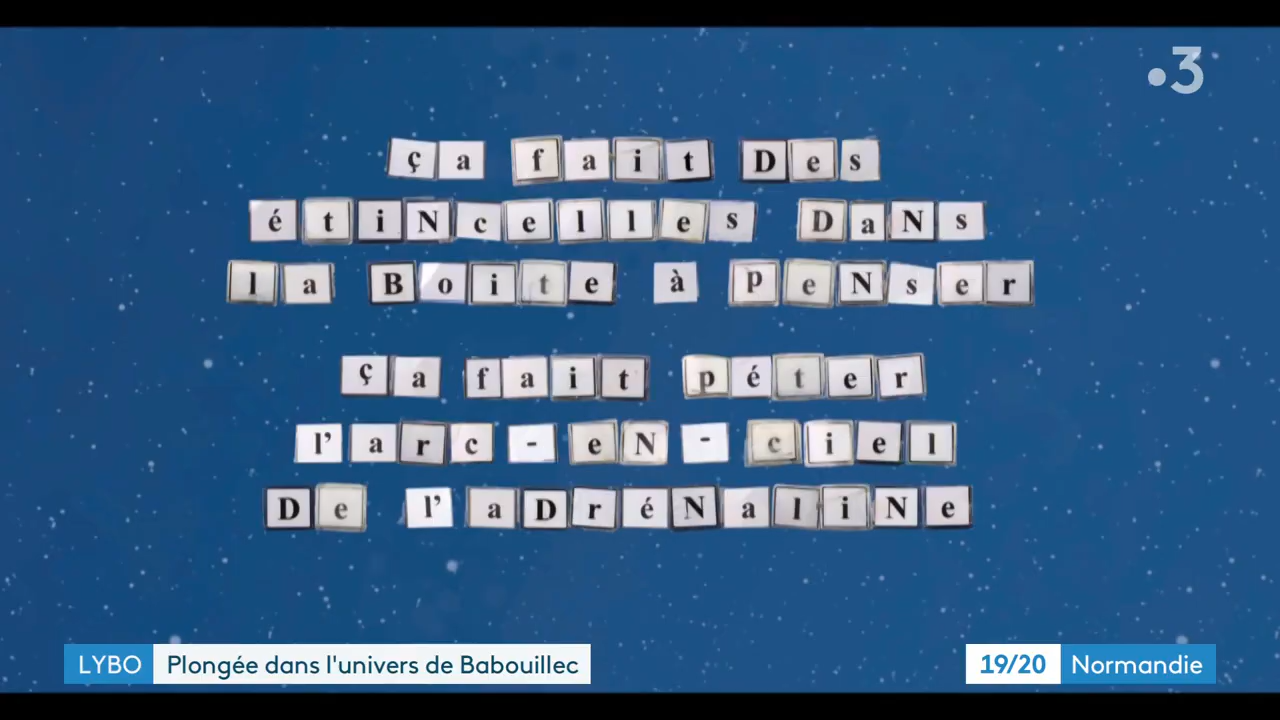 3
ça fait Des
étiNcelles DaNs
la Boite à peNser
ça fait péter
l'arc-eN-ciel
De l'aDréNaliNe
LYBO Plongée dans l'univers de Babouillec
19/20 Normandie